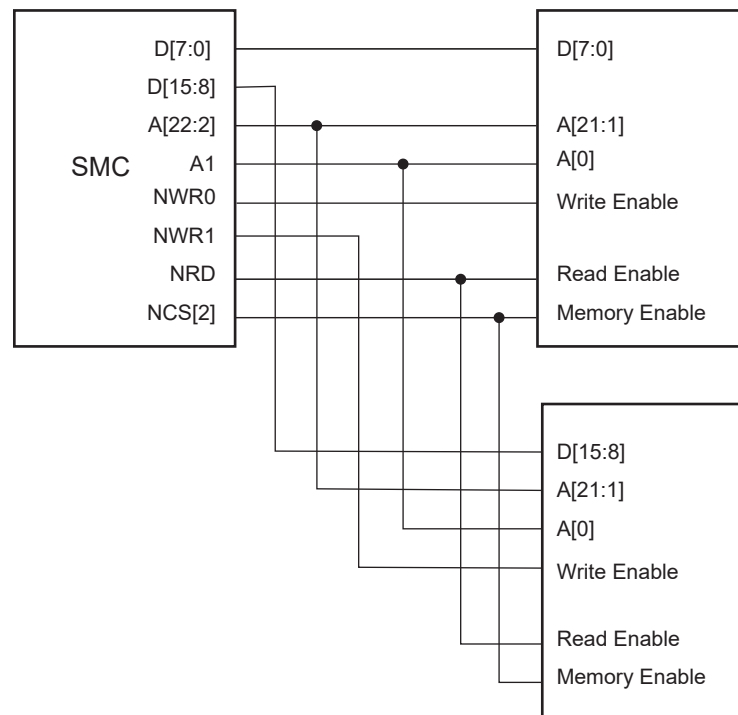 D[7:0] D[7:0]
D[15:8]
A[22:2] A[21:1]
SMC A1 A[0]
NWR0 Write Enable
NWR1
NRD Read Enable
NCS[2] Memory Enable
D[15:8]
A[21:1]
A[0]
Write Enable
Read Enable
Memory Enable